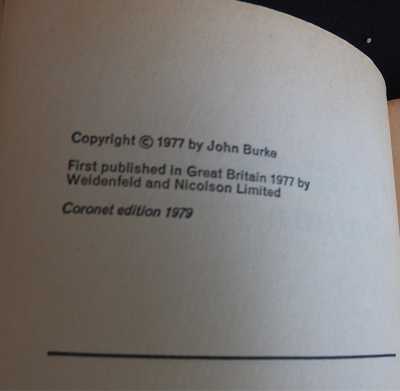 Copyright © 1977 by John Burke
First published in Great Britain 1977 by
Weidenfeld and Nicolson Limited
Coronet edition 1979